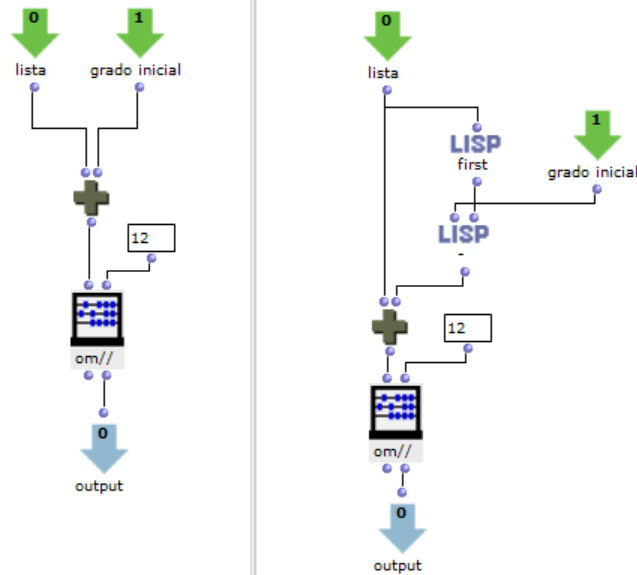 0
1
lista
grado inicial
12
om//
0
output
0
lista
LISP
first
1
grado inicial
LISP
-
12
om//
0
output